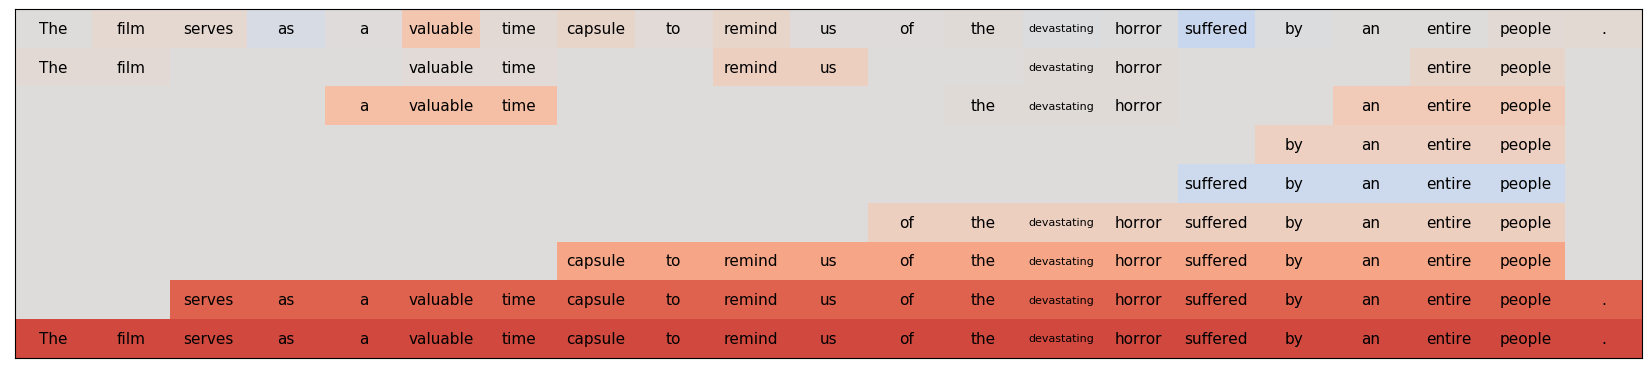 The film serves as a valuable time capsule to remind us of the devastating horror suffered by an entire people .
The film valuable time remind us devastating horror entire people
a valuable time the devastating horror an entire people
by an entire people
suffered by an entire people
of the devastating horror suffered by an entire people
capsule to remind us of the devastating horror suffered by an entire people
serves as a valuable time capsule to remind us of the devastating horror suffered by an entire people .
The film serves as a valuable time capsule to remind us of the devastating horror suffered by an entire people .